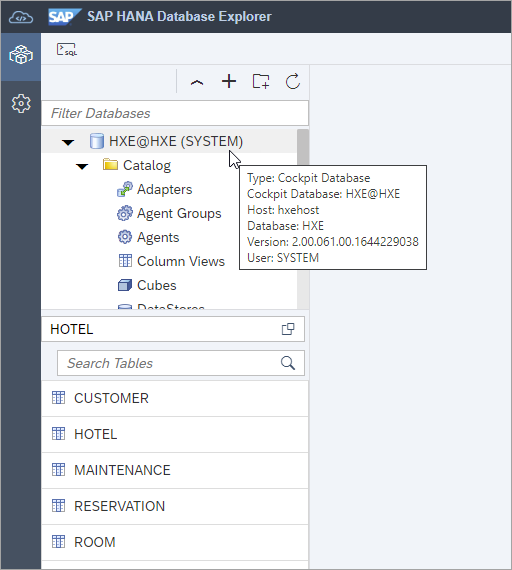 SAP SAP HANA Database Explorer
SQL
Filter Databases
HXE@HXE (SYSTEM)
Catalog
Adapters
Agent Groups
Agents
Column Views
Cubes
DataStores
Type: Cockpit Database
Cockpit Database: HXE@HXE
Host: hxehost
Database: HXE
Version: 2.00.061.00.1644229038
User: SYSTEM
HOTEL
Search Tables
CUSTOMER
HOTEL
MAINTENANCE
RESERVATION
ROOM